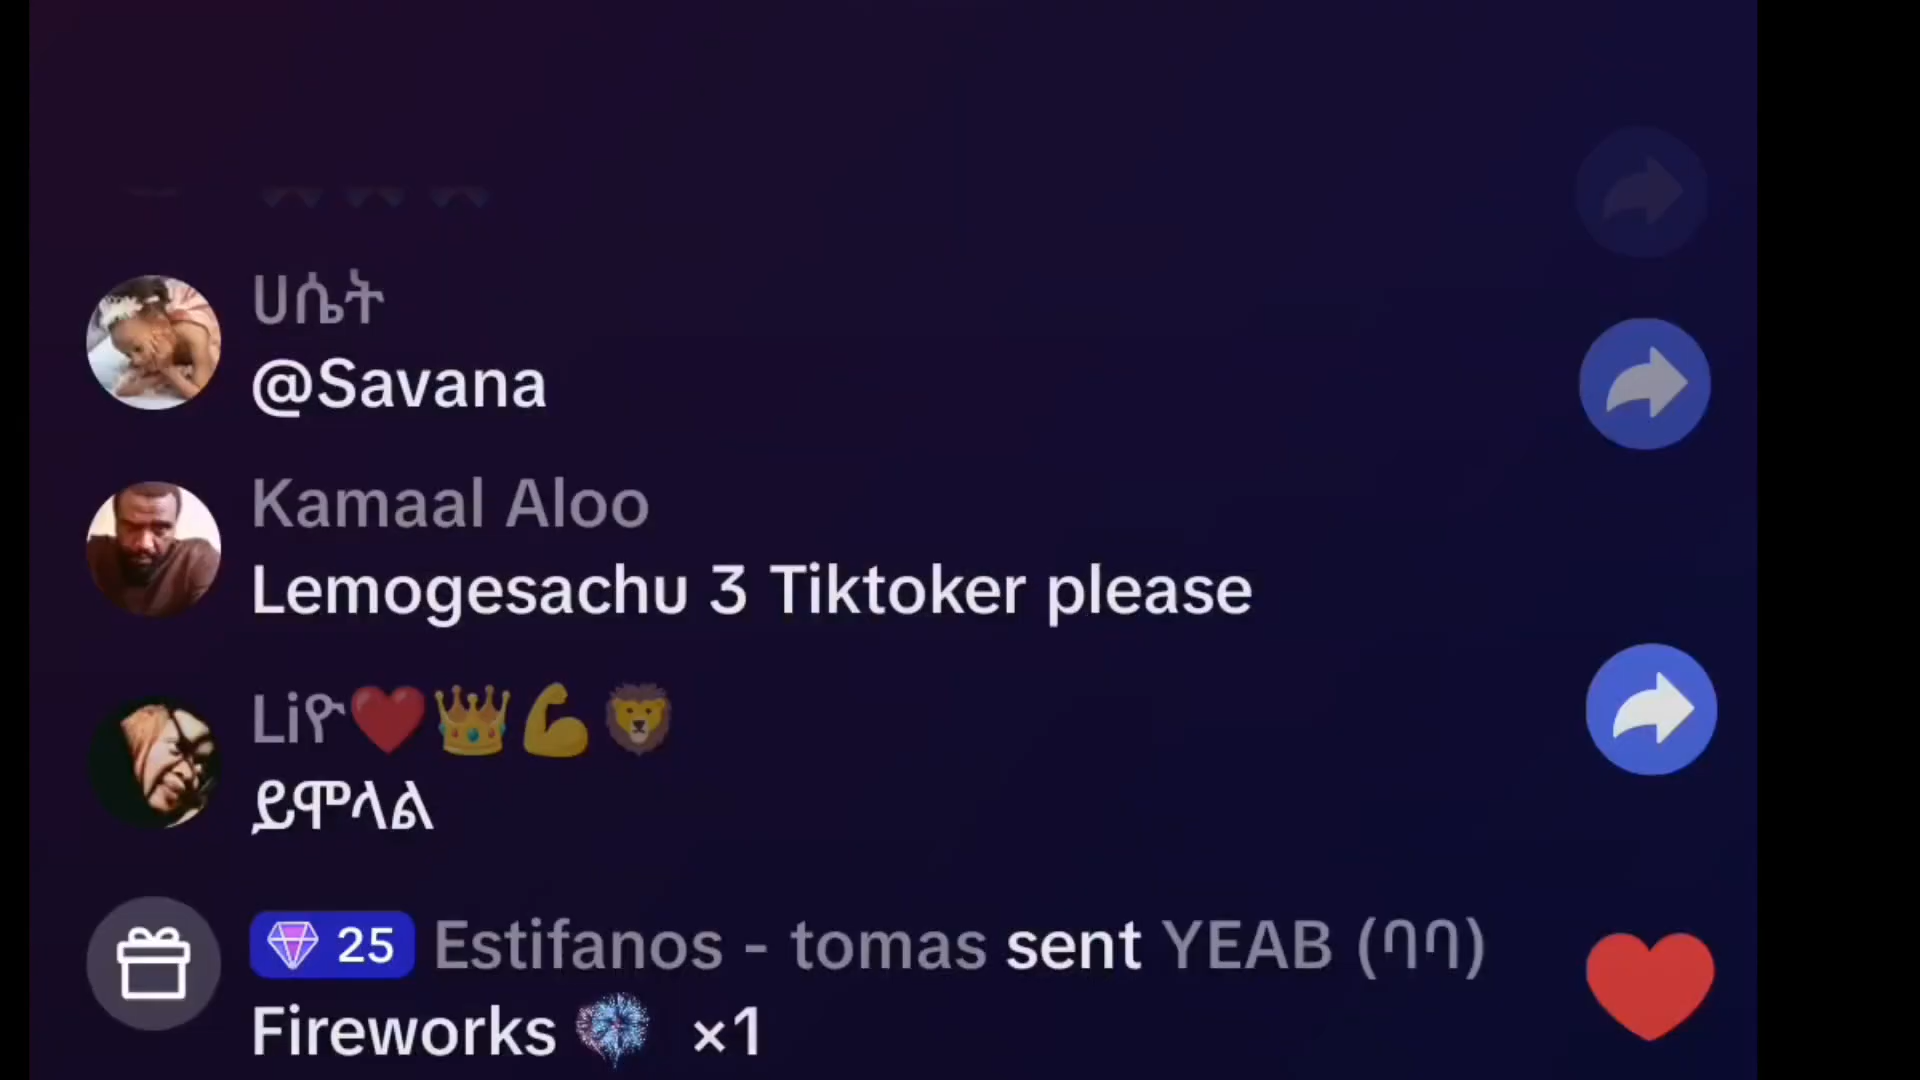 ሀሴት
@Savana
Kamaal Aloo
Lemogesachu 3 Tiktoker please
Liዮ❤️👑💪🦁
ይሞላል
25 Estifanos - tomas sent YEAB (ባባ)
Fireworks 🎆 ×1